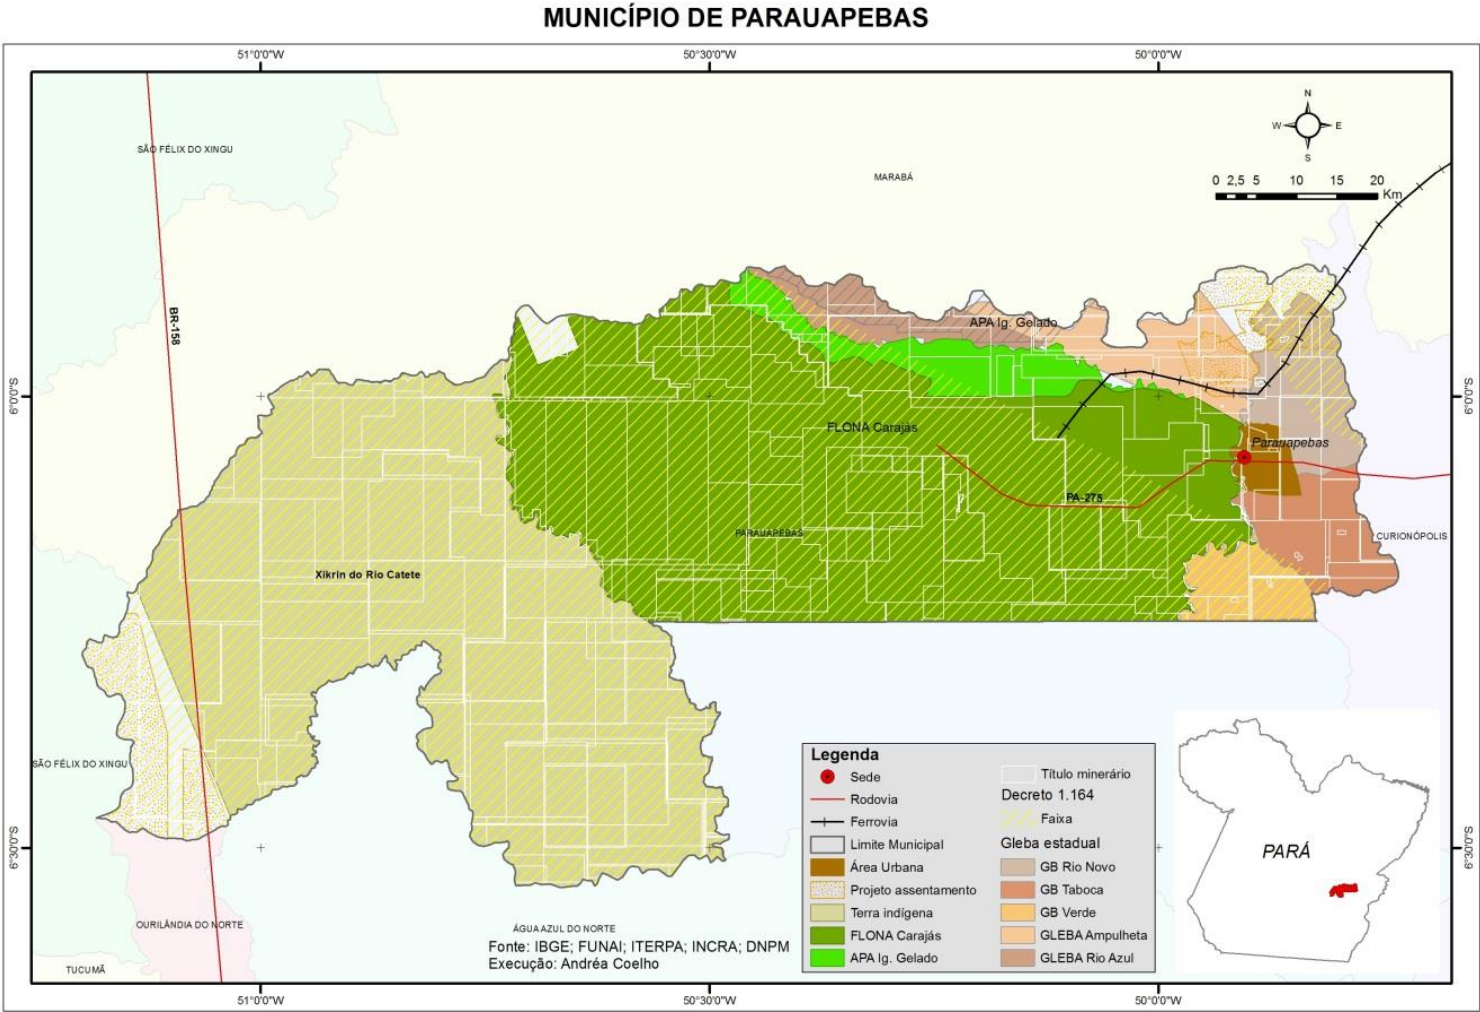 MUNICÍPIO DE PARAUAPEBAS
51°0'0"W
50°30'0"W
50°0'0"W
N
W
E
S
0 2,5 5 10 15 20
Km
SÃO FÉLIX DO XINGU
MARABÁ
BR-158
APA Ig. Gelado
6°0'0"S
6°0'0"S
FLONA Carajás
Parauapebas
PA-275
PARAUAPEBAS
CURIONÓPOLIS
Xikrin do Rio Catete
SÃO FÉLIX DO XINGU
6°30'0"S
6°30'0"S
OURILÂNDIA DO NORTE
TUCUMÃ
ÁGUA AZUL DO NORTE
Fonte: IBGE; FUNAI; ITERPA; INCRA; DNPM
Execução: Andréa Coelho
Legenda
Sede
Rodovia
Ferrovia
Limite Municipal
Área Urbana
Projeto assentamento
Terra indígena
FLONA Carajás
APA Ig. Gelado
Título minerário
Decreto 1.164
Faixa
Gleba estadual
GB Rio Novo
GB Taboca
GB Verde
GLEBA Ampulheta
GLEBA Rio Azul
PARÁ
51°0'0"W
50°30'0"W
50°0'0"W